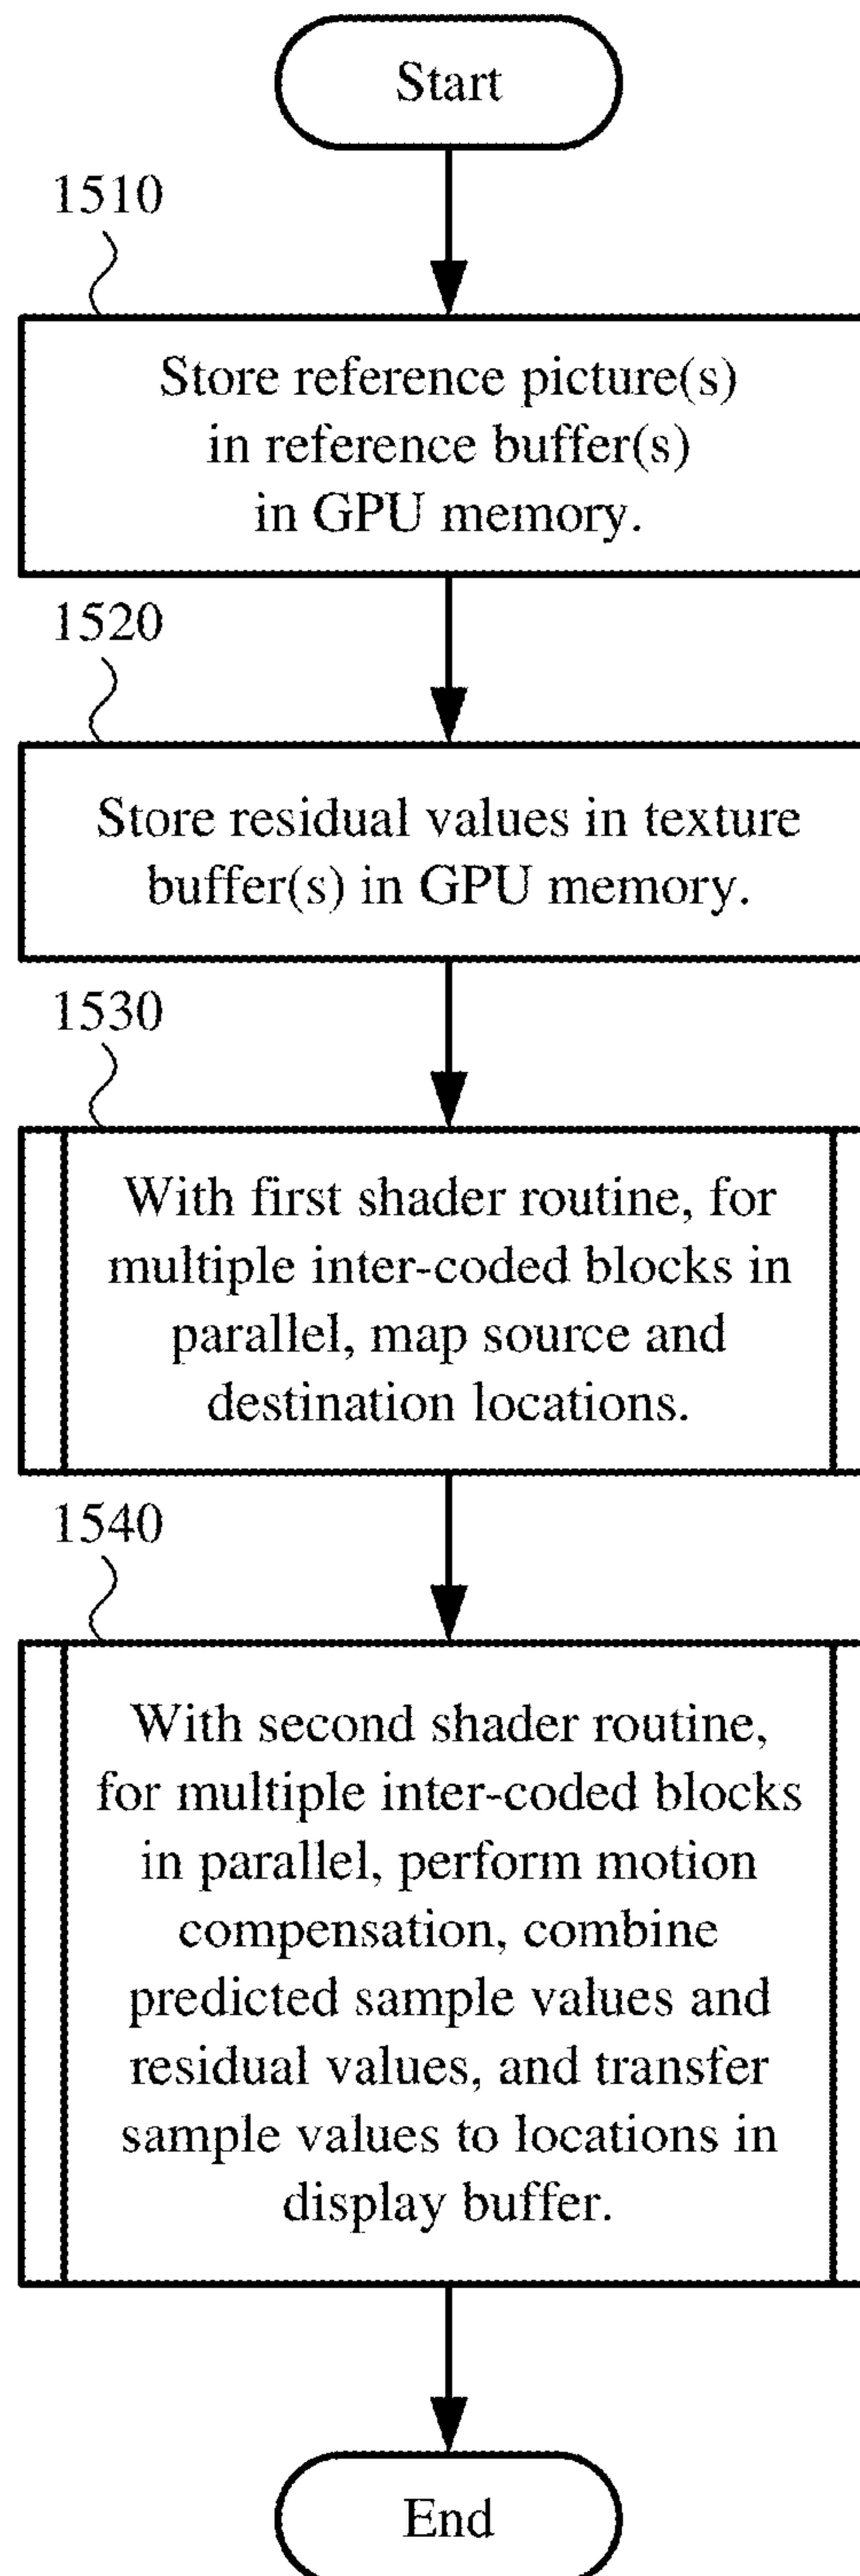 Start
1510
Store reference picture(s)
in reference buffer(s)
in GPU memory.
1520
Store residual values in texture
buffer(s) in GPU memory.
1530
With first shader routine, for
multiple inter-coded blocks in
parallel, map source and
destination locations.
1540
With second shader routine,
for multiple inter-coded blocks
in parallel, perform motion
compensation, combine
predicted sample values and
residual values, and transfer
sample values to locations in
display buffer.
End